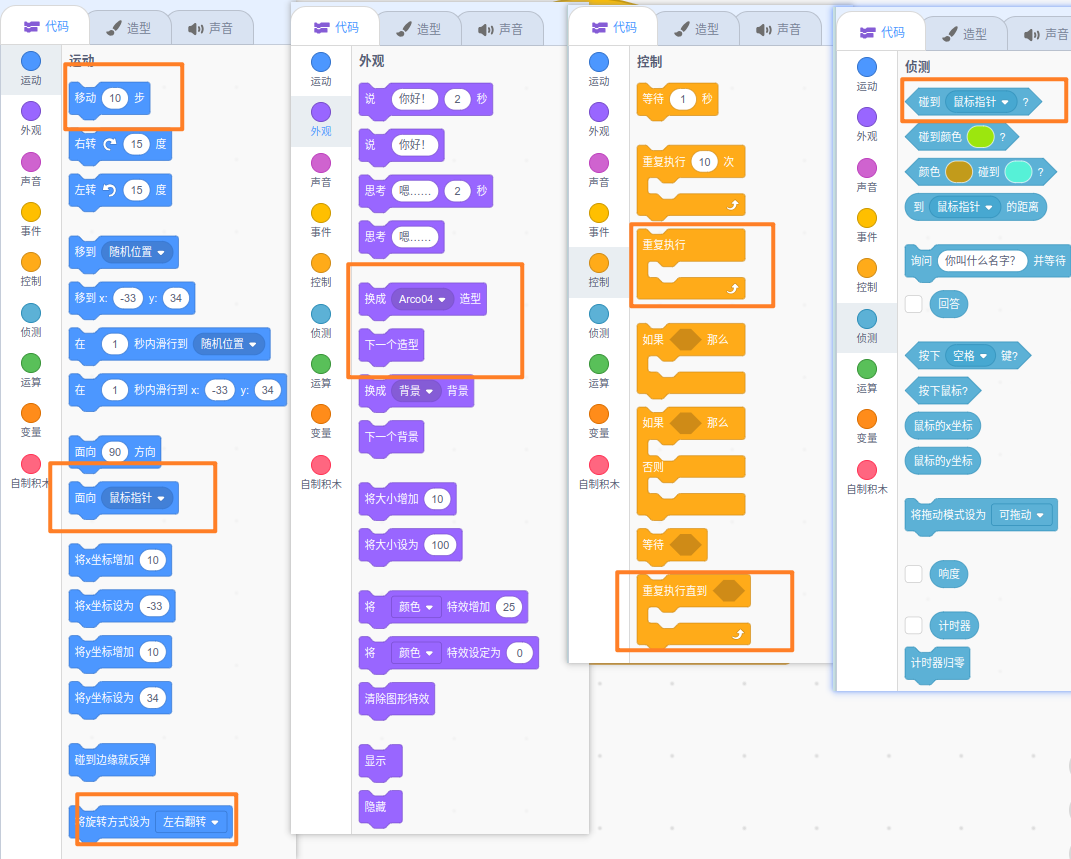 代码 造型 声音
运动
外观
声音
事件
控制
侦测
运算
变量
自制积木
运动
移动 10 步
右转 15 度
左转 15 度
移到 随机位置
移到 x: -33 y: 34
在 1 秒内滑行到 随机位置
在 1 秒内滑行到 x: -33 y: 34
面向 90 方向
面向 鼠标指针
将x坐标增加 10
将x坐标设为 -33
将y坐标增加 10
将y坐标设为 34
碰到边缘就反弹
将旋转方式设为 左右翻转
代码 造型 声音
运动
外观
声音
事件
控制
侦测
运算
变量
自制积木
外观
说 你好! 2 秒
说 你好!
思考 嗯…… 2 秒
思考 嗯……
换成 Arco04 造型
下一个造型
换成 背景 背景
下一个背景
将大小增加 10
将大小设为 100
将 颜色 特效增加 25
将 颜色 特效设定为 0
清除图形特效
显示
隐藏
代码 造型 声音
运动
外观
声音
事件
控制
侦测
运算
变量
自制积木
控制
等待 1 秒
重复执行 10 次
重复执行
如果 那么
如果 那么
否则
等待
重复执行直到
代码 造型 声音
运动
外观
声音
事件
控制
侦测
运算
变量
自制积木
侦测
碰到 鼠标指针 ?
碰到颜色 ?
颜色 碰到 ?
到 鼠标指针 的距离
询问 你叫什么名字? 并等待
回答
按下 空格 键?
按下鼠标?
鼠标的x坐标
鼠标的y坐标
将拖动模式设为 可拖动
响度
计时器
计时器归零